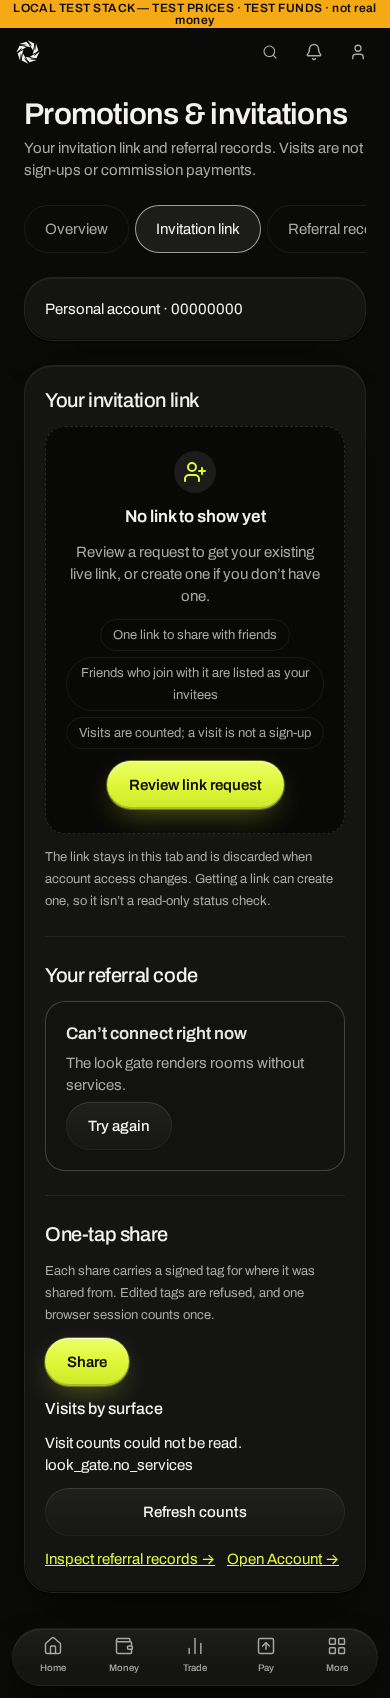 LOCAL TEST STACK — TEST PRICES · TEST FUNDS · not real
money
Promotions & invitations
Your invitation link and referral records. Visits are not
sign-ups or commission payments.
Overview
Invitation link
Referral reco
Personal account · 00000000
Your invitation link
No link to show yet
Review a request to get your existing
live link, or create one if you don’t have
one.
One link to share with friends
Friends who join with it are listed as your
invitees
Visits are counted; a visit is not a sign-up
Review link request
The link stays in this tab and is discarded when
account access changes. Getting a link can create
one, so it isn’t a read-only status check.
Your referral code
Can’t connect right now
The look gate renders rooms without
services.
Try again
One-tap share
Each share carries a signed tag for where it was
shared from. Edited tags are refused, and one
browser session counts once.
Share
Visits by surface
Visit counts could not be read.
look_gate.no_services
Refresh counts
Inspect referral records → Open Account →
Home Money Trade Pay More